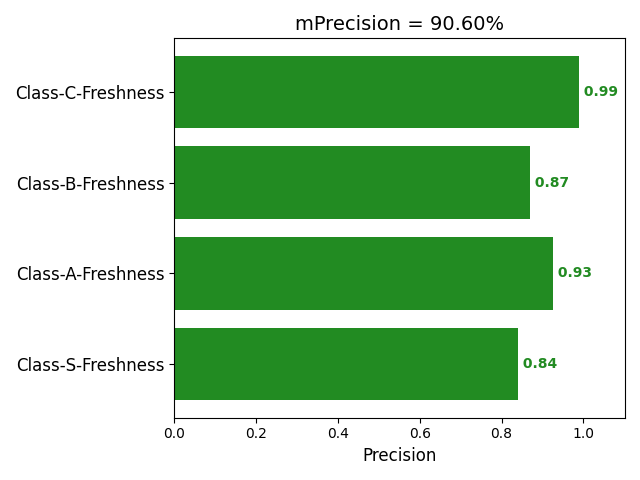 mPrecision = 90.60%
Class-C-Freshness
0.99
Class-B-Freshness
0.87
Class-A-Freshness
0.93
Class-S-Freshness
0.84
0.0 0.2 0.4 0.6 0.8 1.0
Precision